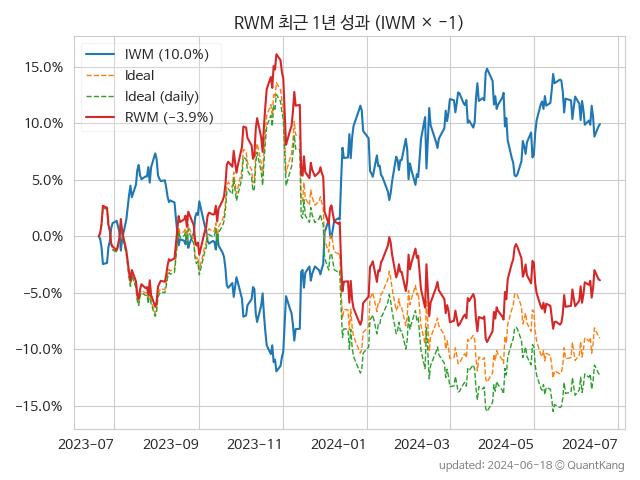 RWM 최근 1년 성과 (IWM × −1)
IWM (10.0%)
Ideal
Ideal (daily)
RWM (−3.9%)
15.0%
10.0%
5.0%
0.0%
−5.0%
−10.0%
−15.0%
2023-07 2023-09 2023-11 2024-01 2024-03 2024-05 2024-07
updated: 2024-06-18 © QuantKang